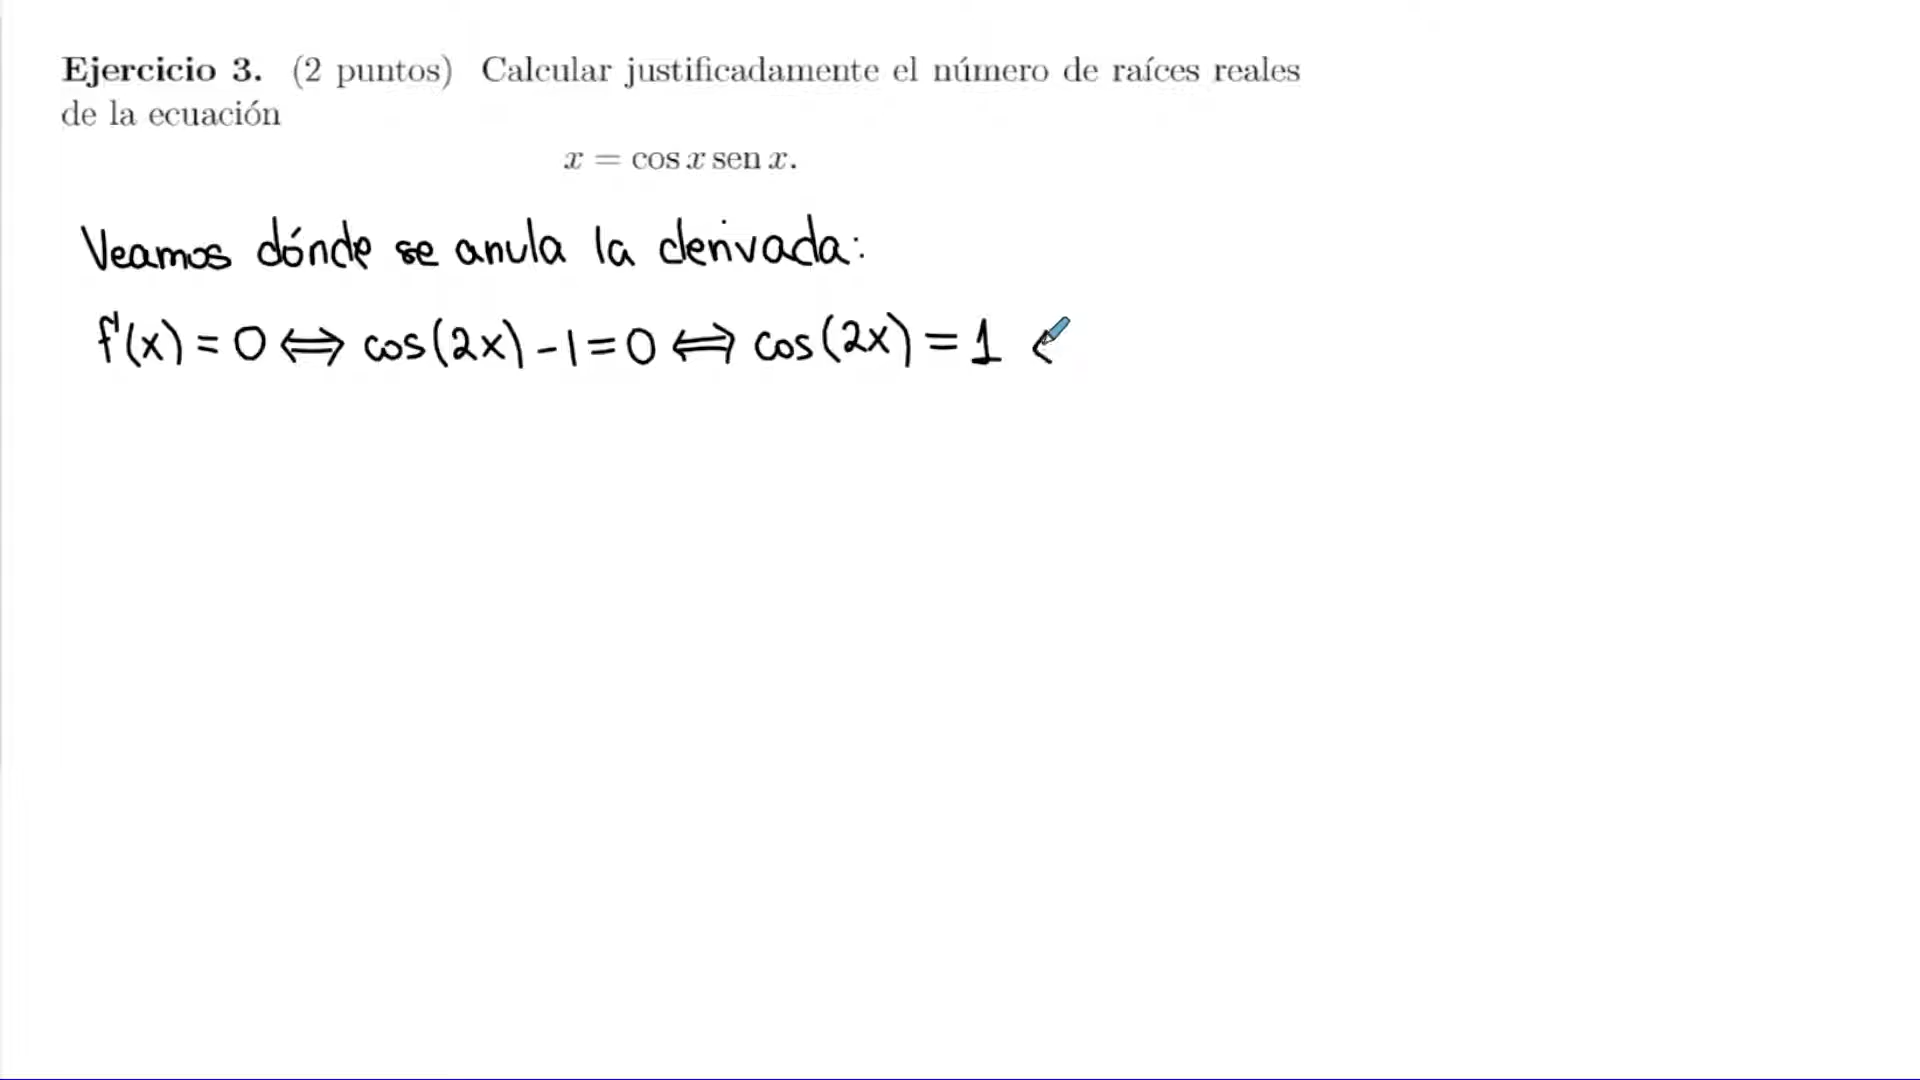 Ejercicio 3. (2 puntos) Calcular justificadamente el número de raíces reales
de la ecuación
x = cos x sen x.
Veamos dónde se anula la derivada:
f'(x) = 0 ⟺ cos(2x) - 1 = 0 ⟺ cos(2x) = 1